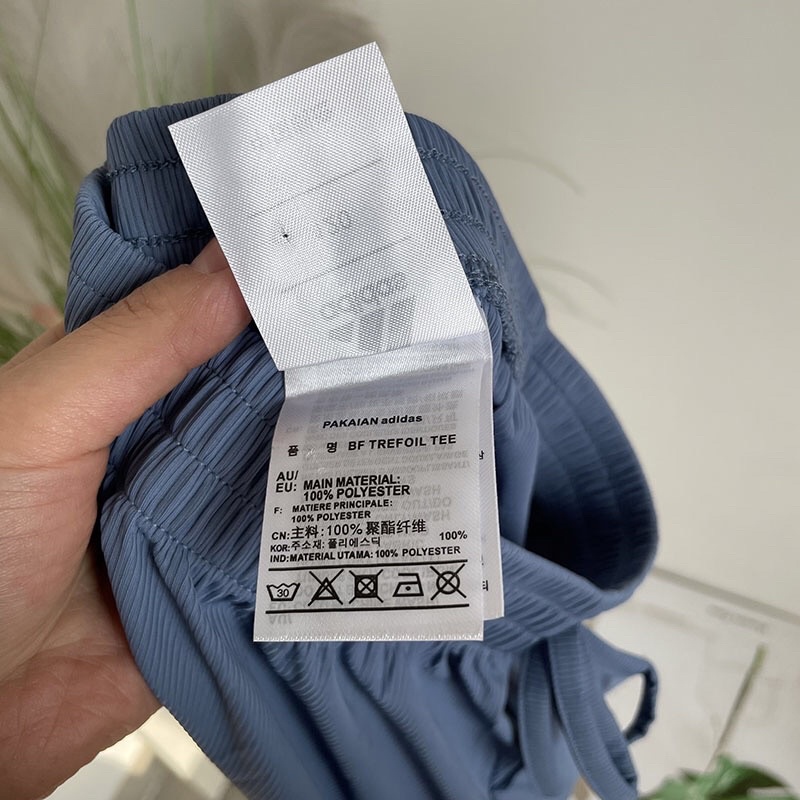 PAKAIAN adidas
품 명 BF TREFOIL TEE
AU/
EU: MAIN MATERIAL:
100% POLYESTER
F: MATIERE PRINCIPALE:
100% POLYESTER
CN:主料:100%聚酯纤维
KOR:주소재:폴리에스딕 100%
IND:MATERIAL UTAMA:100% POLYESTER
30